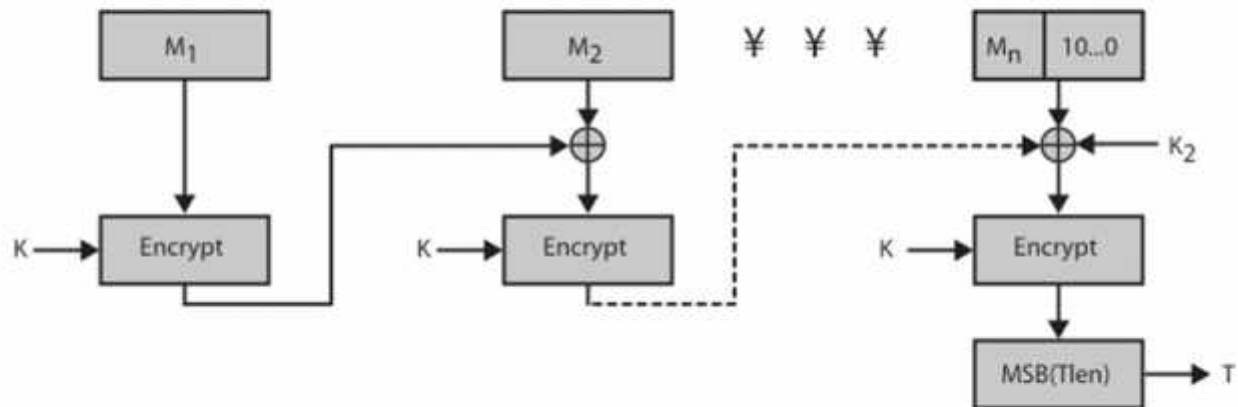 M1 M2 ¥ ¥ ¥ Mn 10...0
K2
K Encrypt K Encrypt K Encrypt
MSB(Tlen) T